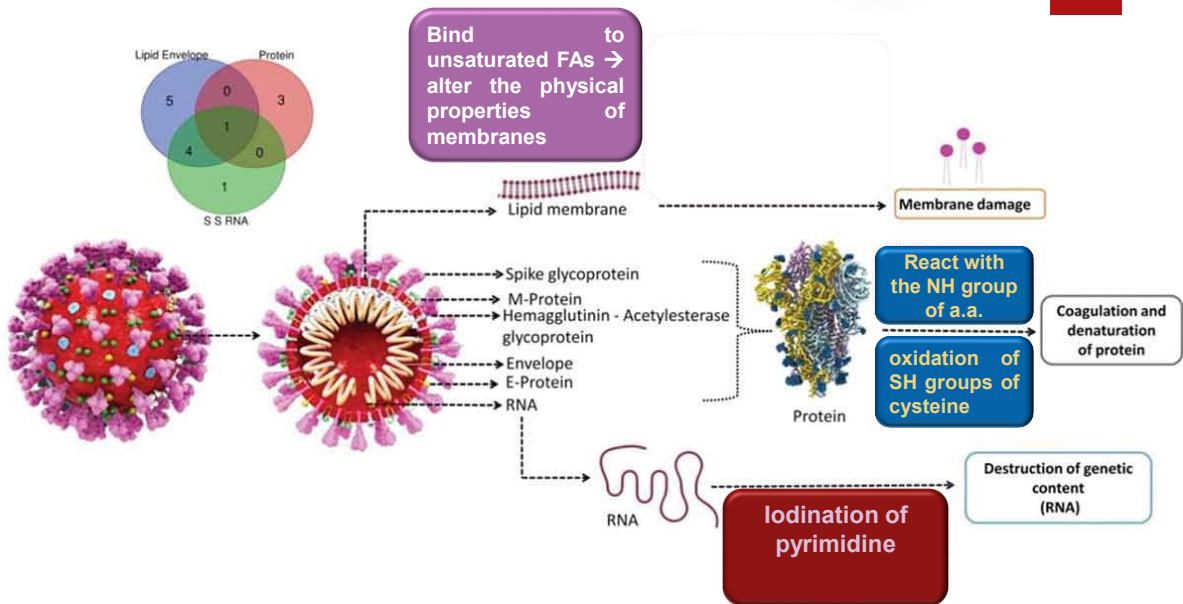 Bind to
unsaturated FAs →
alter the physical
properties of
membranes
Lipid Envelope
Protein
5
0
3
1
4
0
1
S S RNA
Lipid membrane
Membrane damage
Spike glycoprotein
M-Protein
Hemagglutinin - Acetylesterase
glycoprotein
Envelope
E-Protein
RNA
Protein
React with
the NH group
of a.a.
oxidation of
SH groups of
cysteine
Coagulation and
denaturation
of protein
RNA
Iodination of
pyrimidine
Destruction of genetic
content
(RNA)